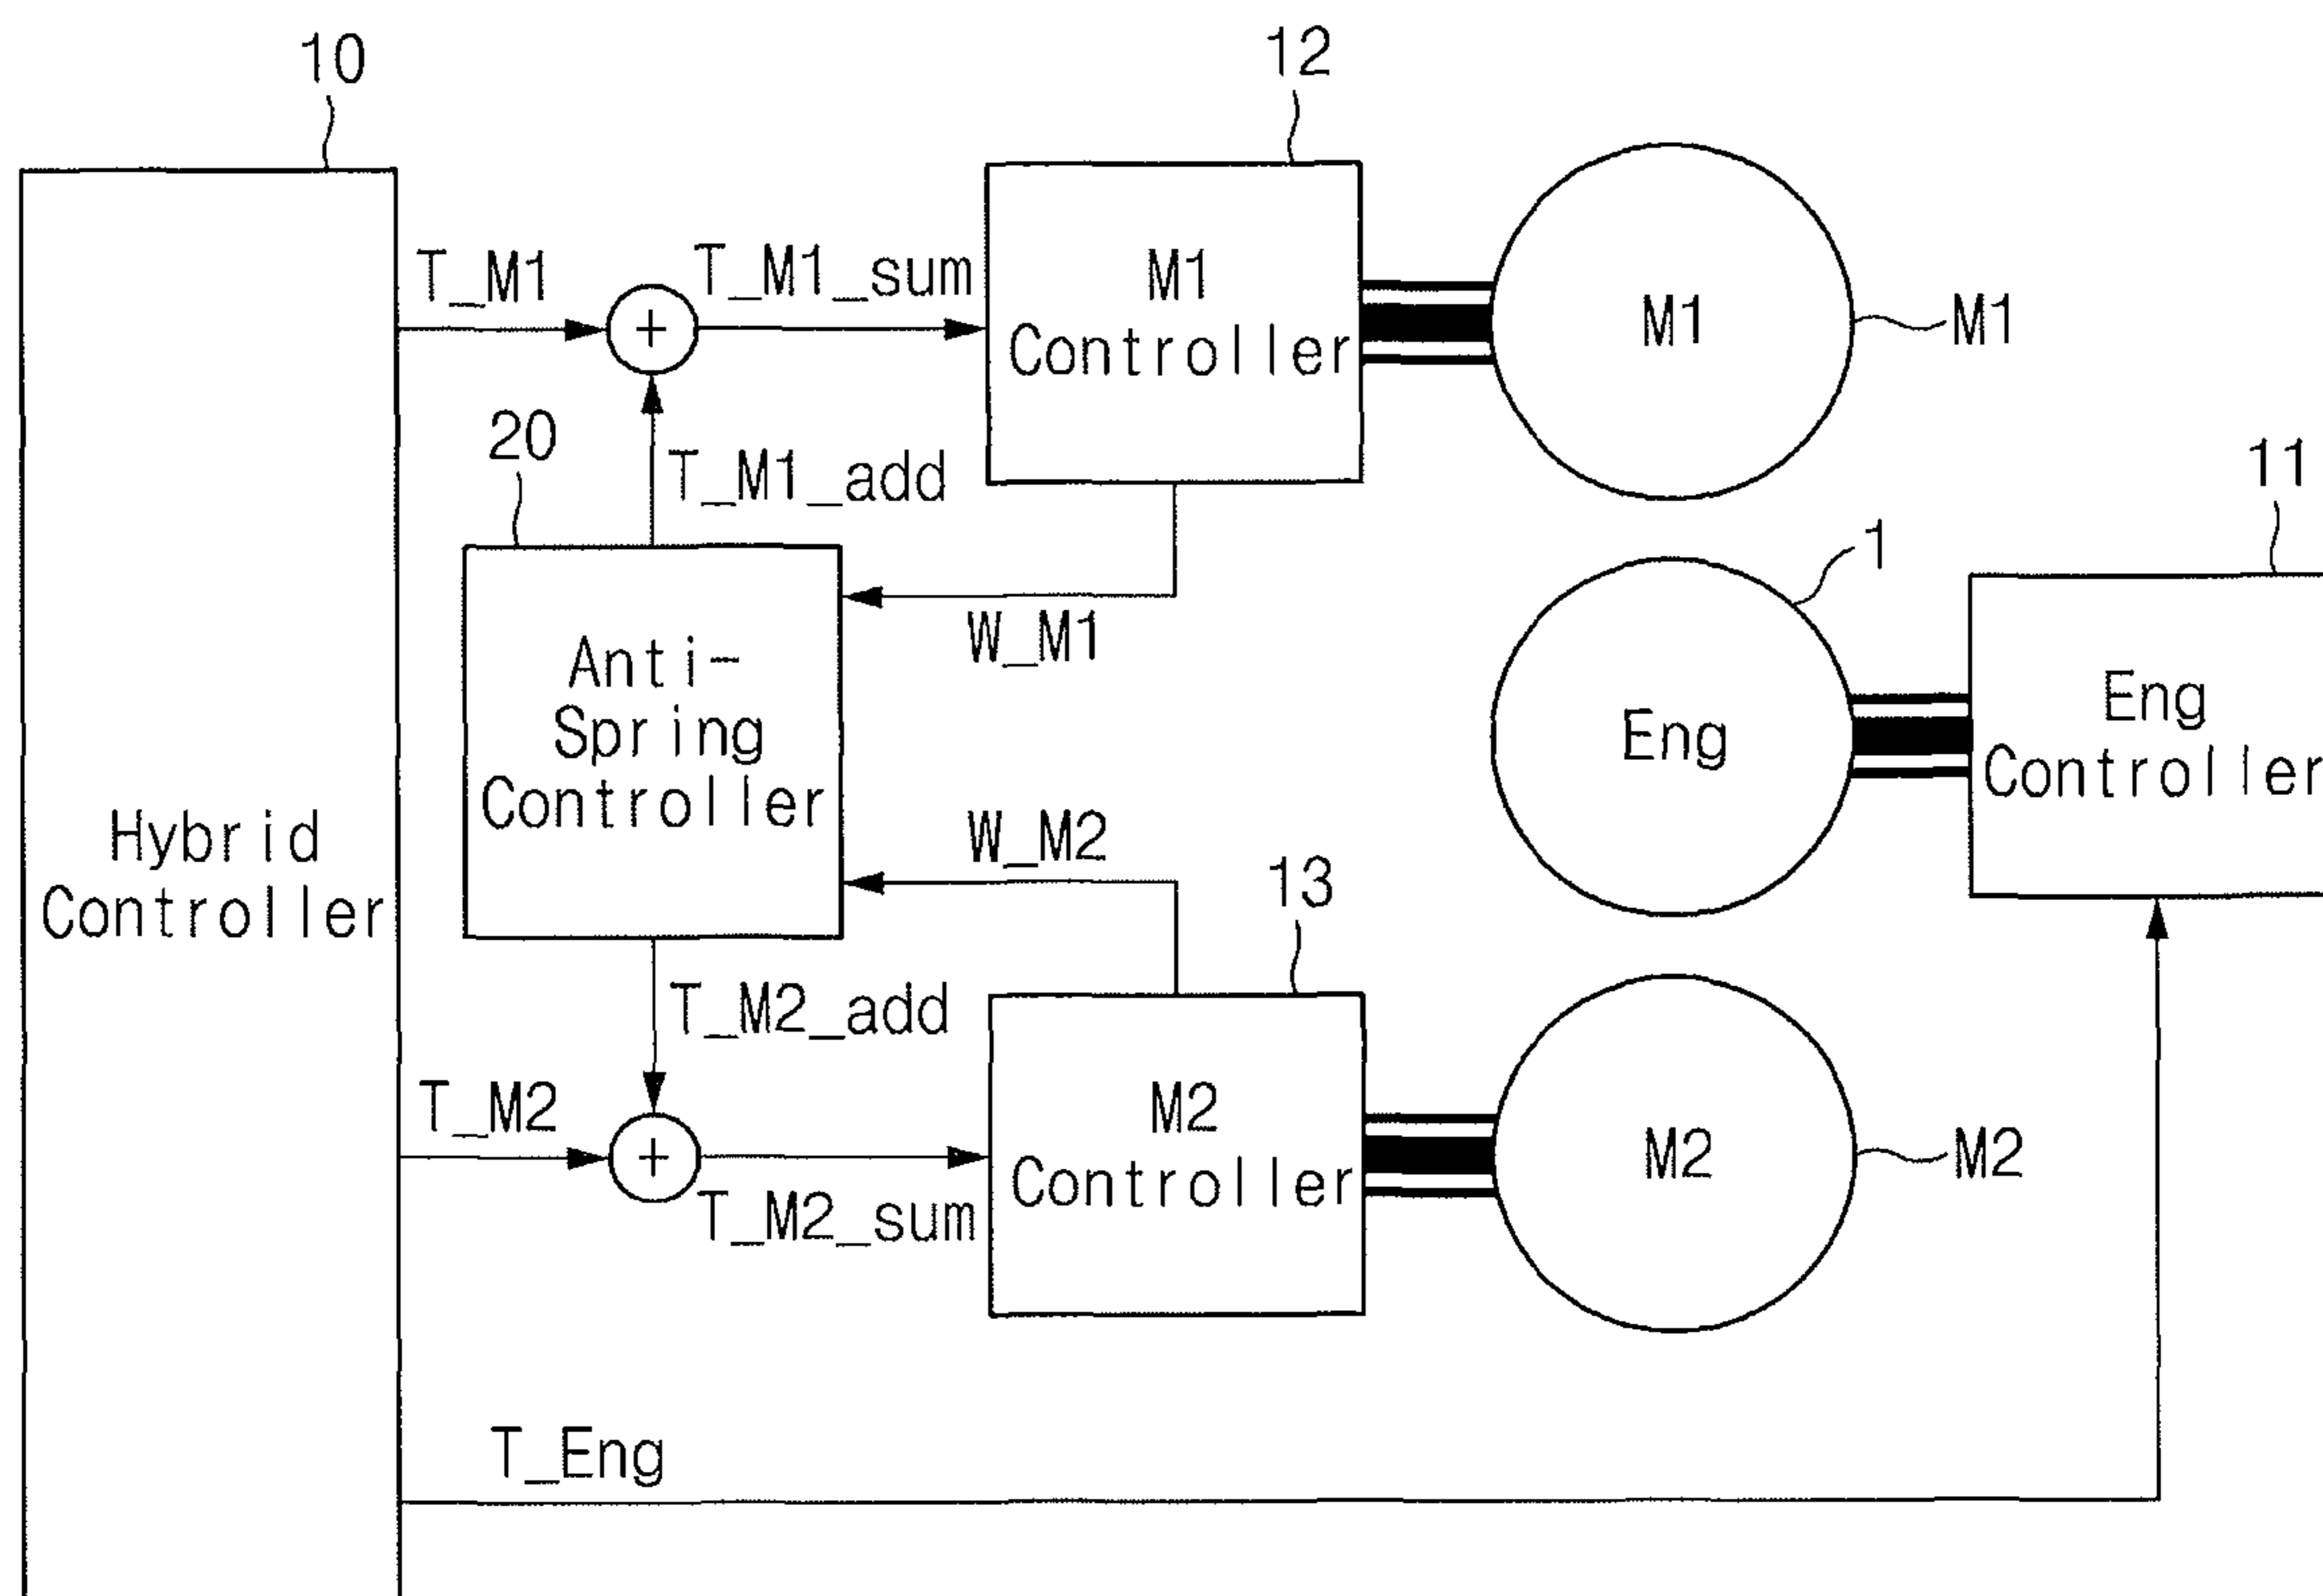 10
12
T_M1
T_M1_sum
M1
Controller
M1
M1
20
T_M1_add
11
1
W_M1
Anti-
Spring
Controller
Eng
Eng
Controller
Hybrid
Controller
W_M2
13
T_M2_add
T_M2
M2
Controller
M2
M2
T_M2_sum
T_Eng